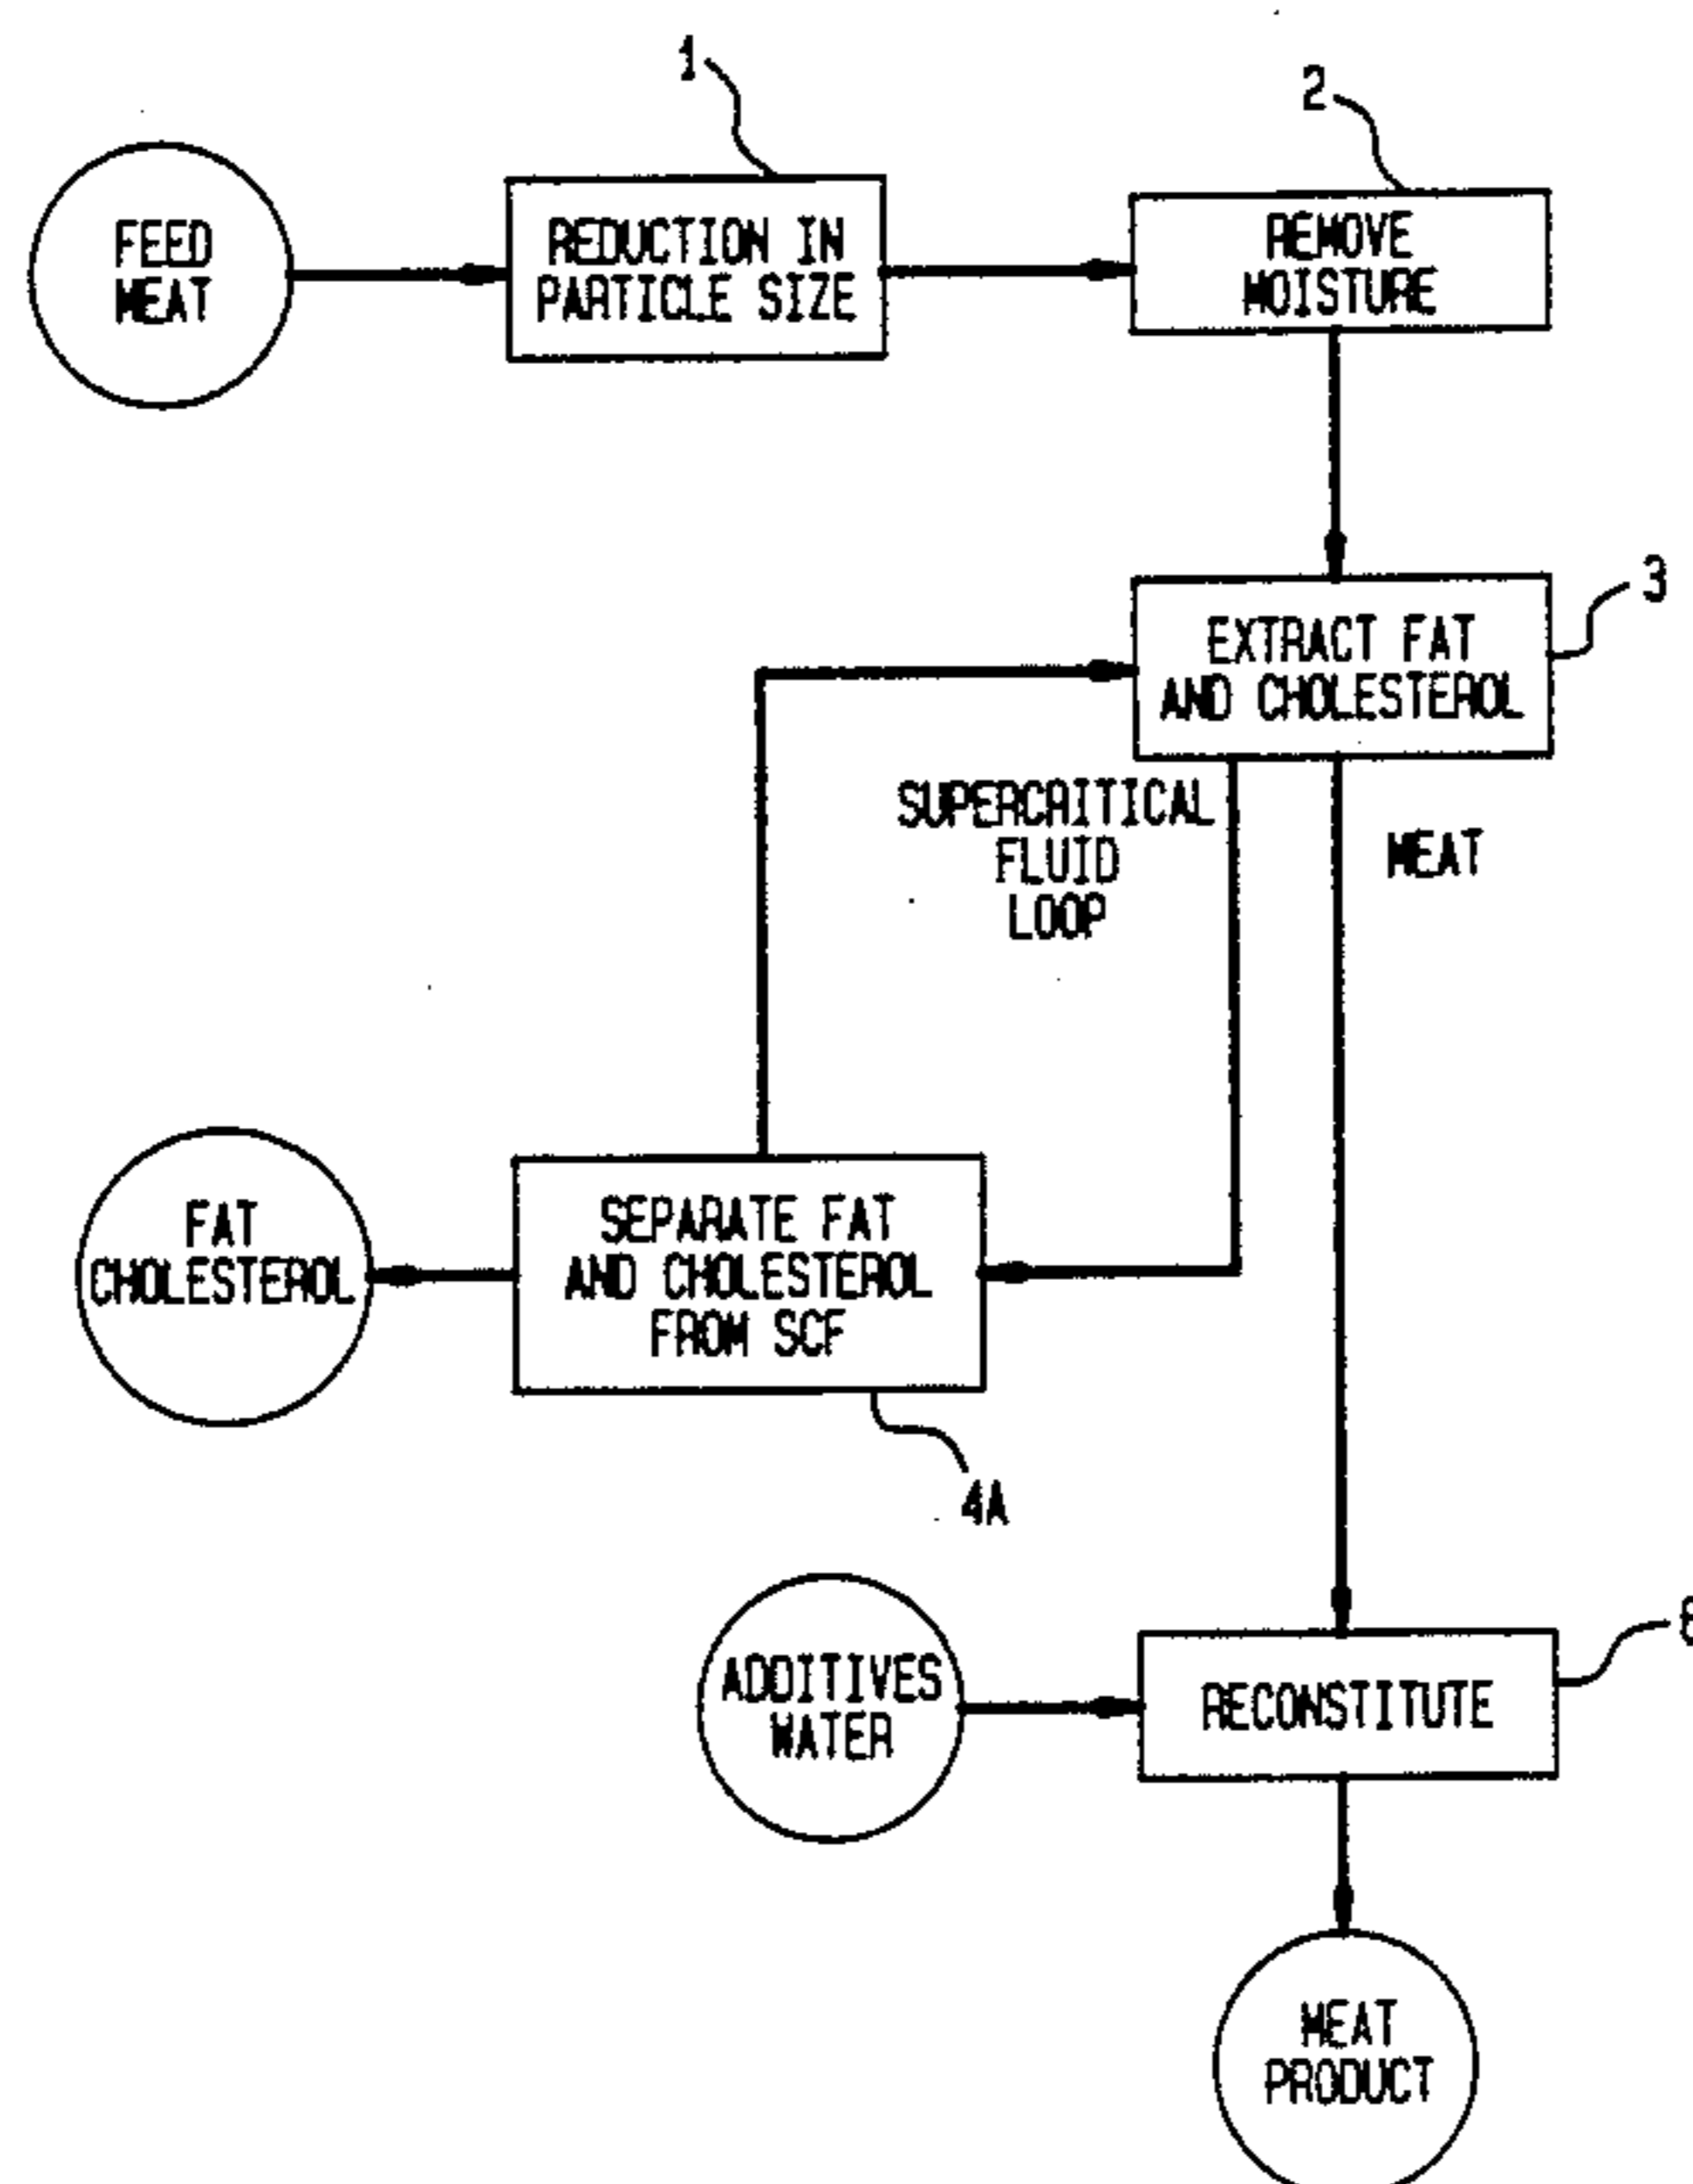 1
2
FEED
MEAT
REDUCTION IN
PARTICLE SIZE
REMOVE
MOISTURE
3
EXTRACT FAT
AND CHOLESTEROL
SUPERCRITICAL
FLUID
LOOP
MEAT
FAT
CHOLESTEROL
SEPARATE FAT
AND CHOLESTEROL
FROM SCF
4A
ADDITIVES
WATER
RECONSTITUTE
MEAT
PRODUCT